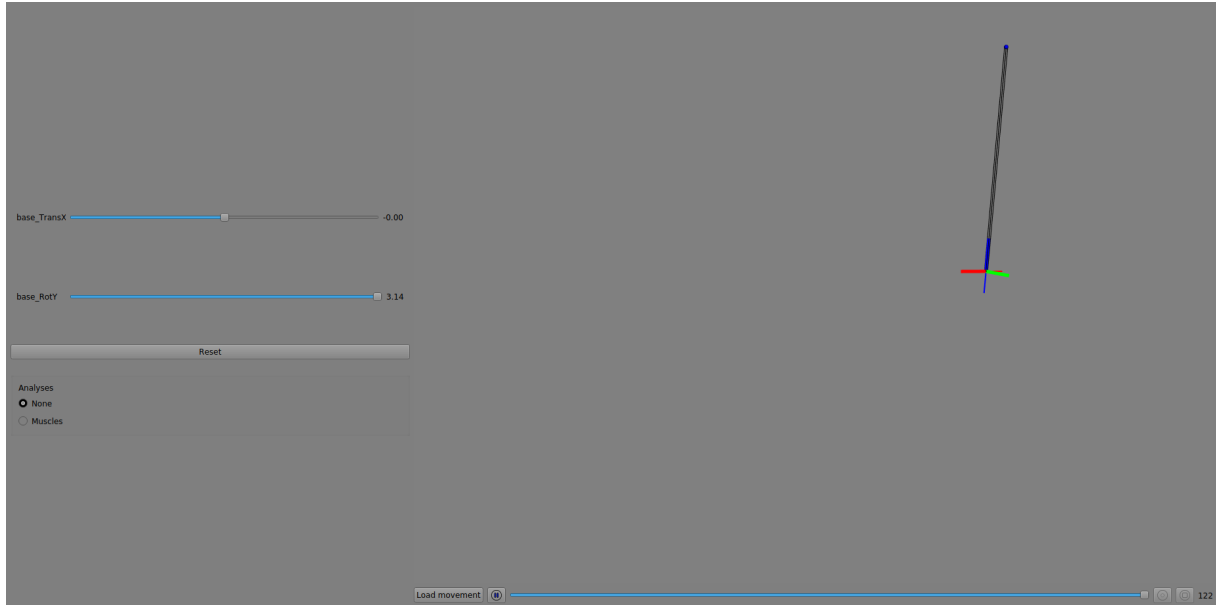 base_TransX -0.00
base_RotY 3.14
Reset
Analyses
None
Muscles
Load movement 122